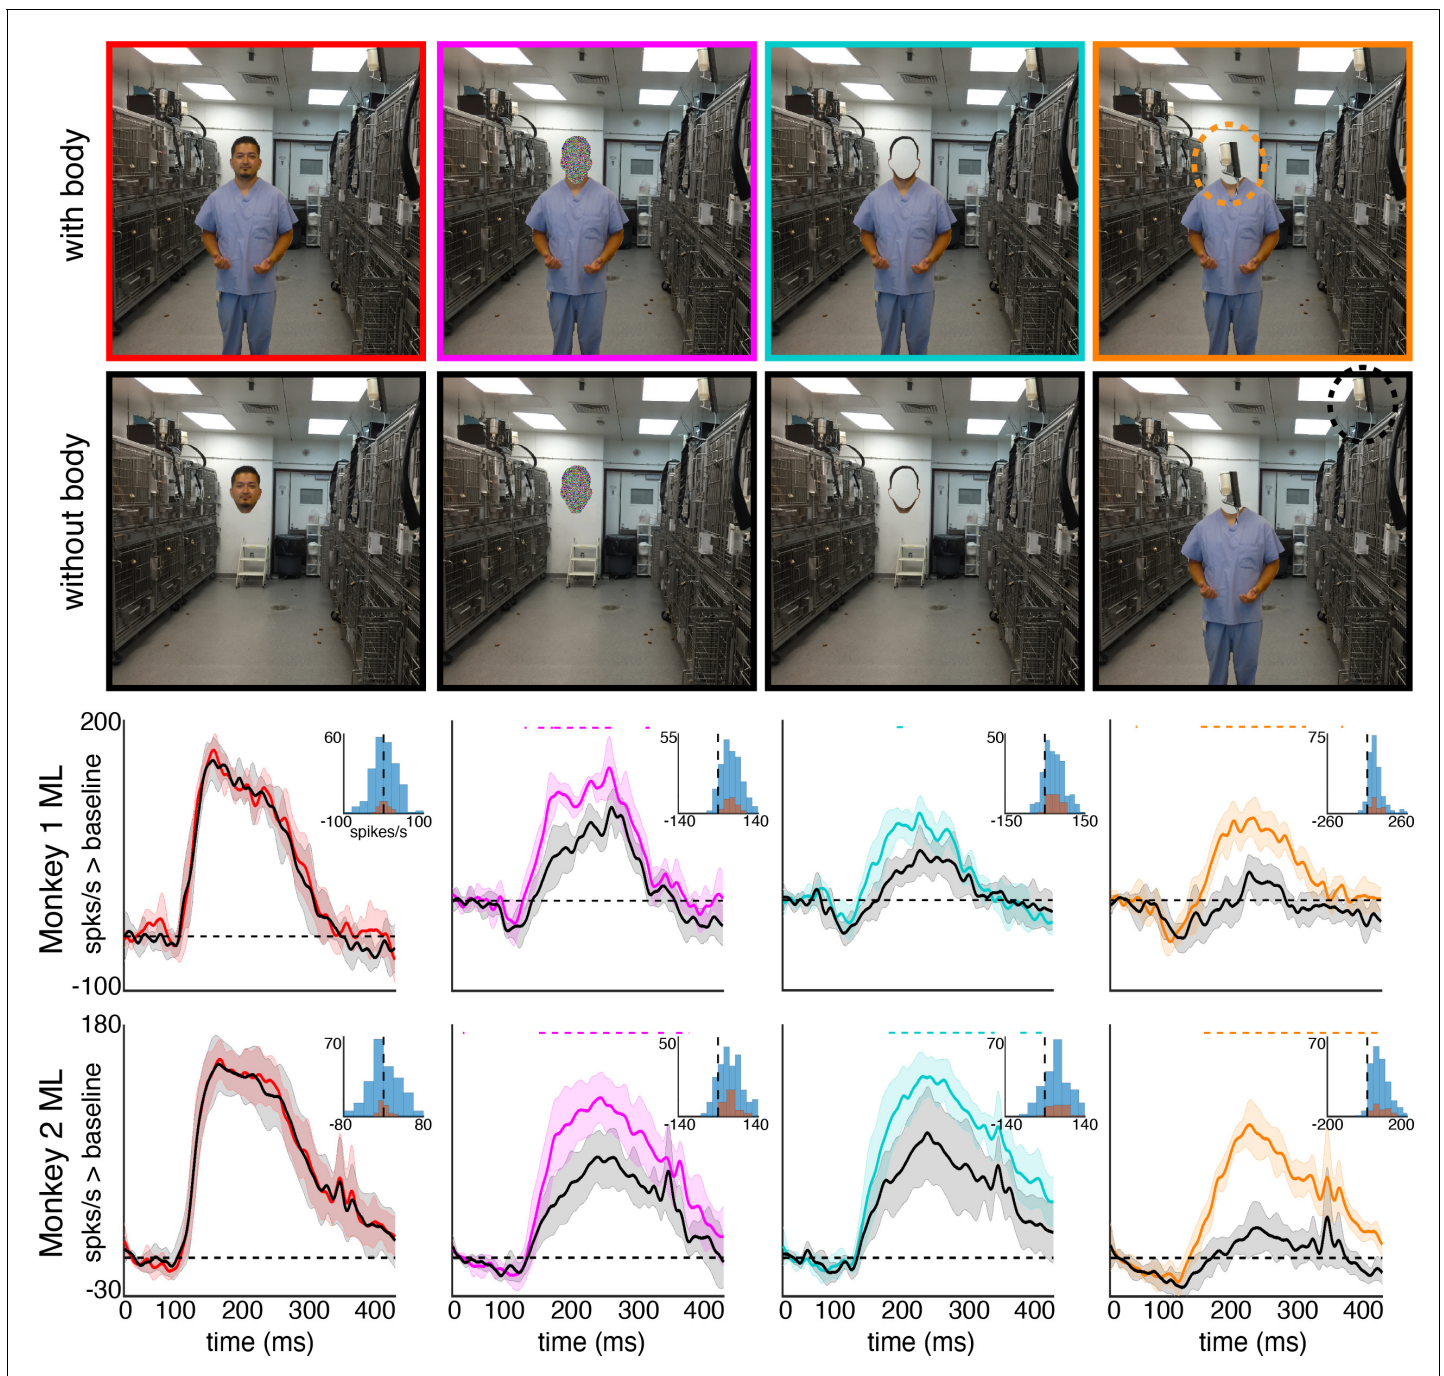 with body
without body
Monkey 1 ML
spks/s > baseline
200
-100
60
-100 100
spikes/s
55
-140 140
50
-150 150
75
-260 260
Monkey 2 ML
spks/s > baseline
180
-30
70
-80 80
50
-140 140
70
-140 140
70
-200 200
0 100 200 300 400
0 100 200 300 400
0 100 200 300 400
0 100 200 300 400
time (ms)
time (ms)
time (ms)
time (ms)